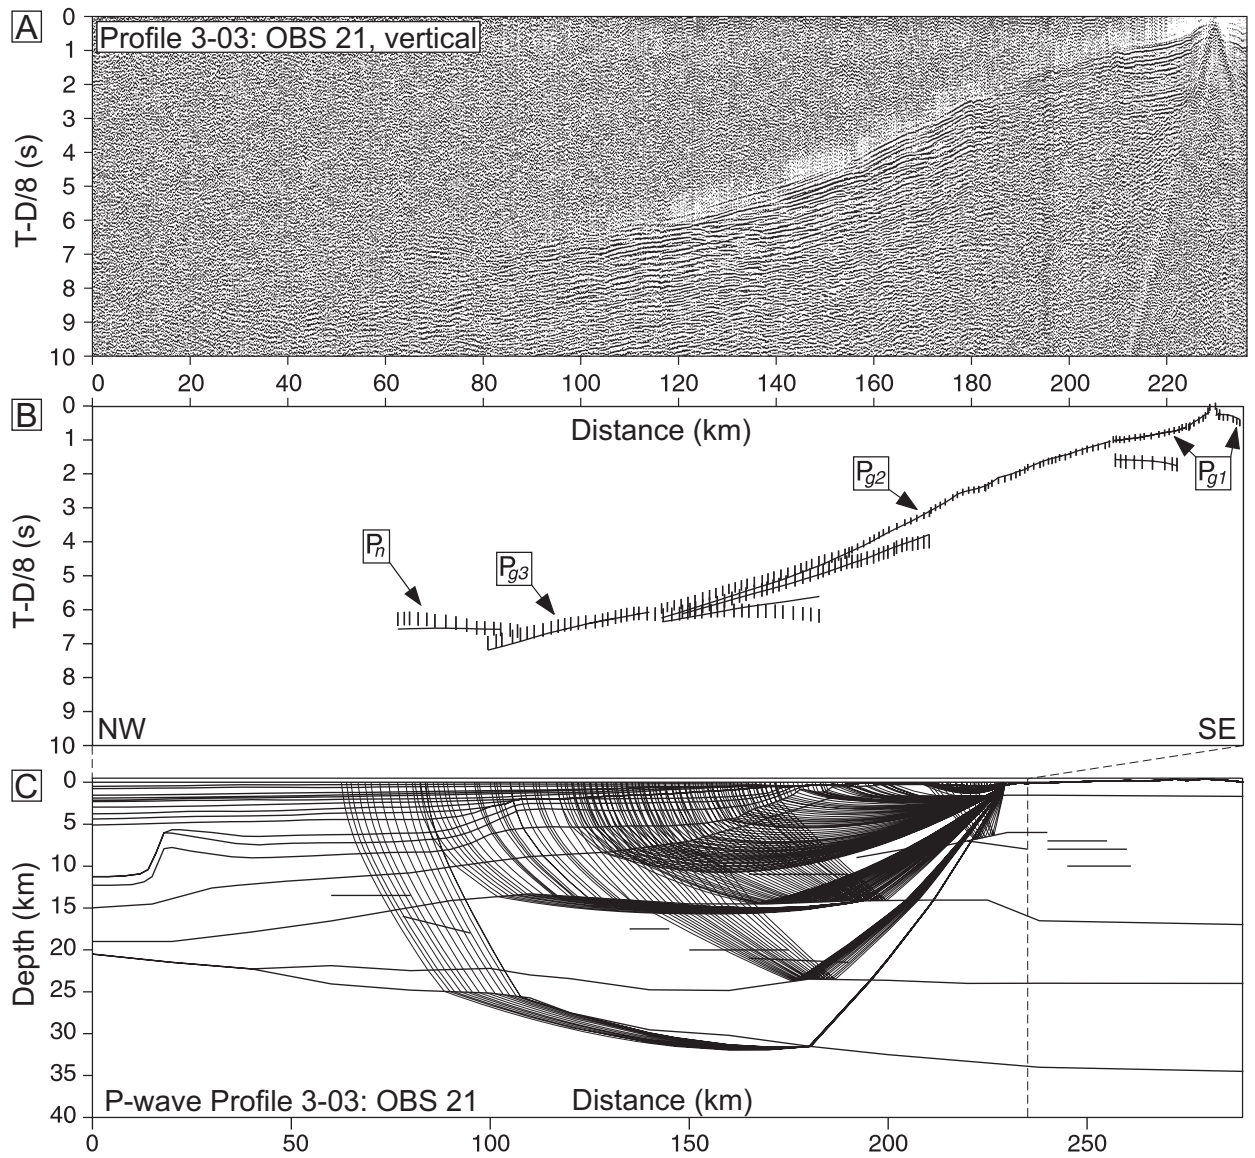 A
Profile 3-03: OBS 21, vertical
T-D/8 (s)
0
1
2
3
4
5
6
7
8
9
10
0 20 40 60 80 100 120 140 160 180 200 220
B
Distance (km)
T-D/8 (s)
0
1
2
3
4
5
6
7
8
9
10
Pn
Pg3
Pg2
Pg1
NW SE
C
Depth (km)
0
5
10
15
20
25
30
35
40
P-wave Profile 3-03: OBS 21 Distance (km)
0 50 100 150 200 250